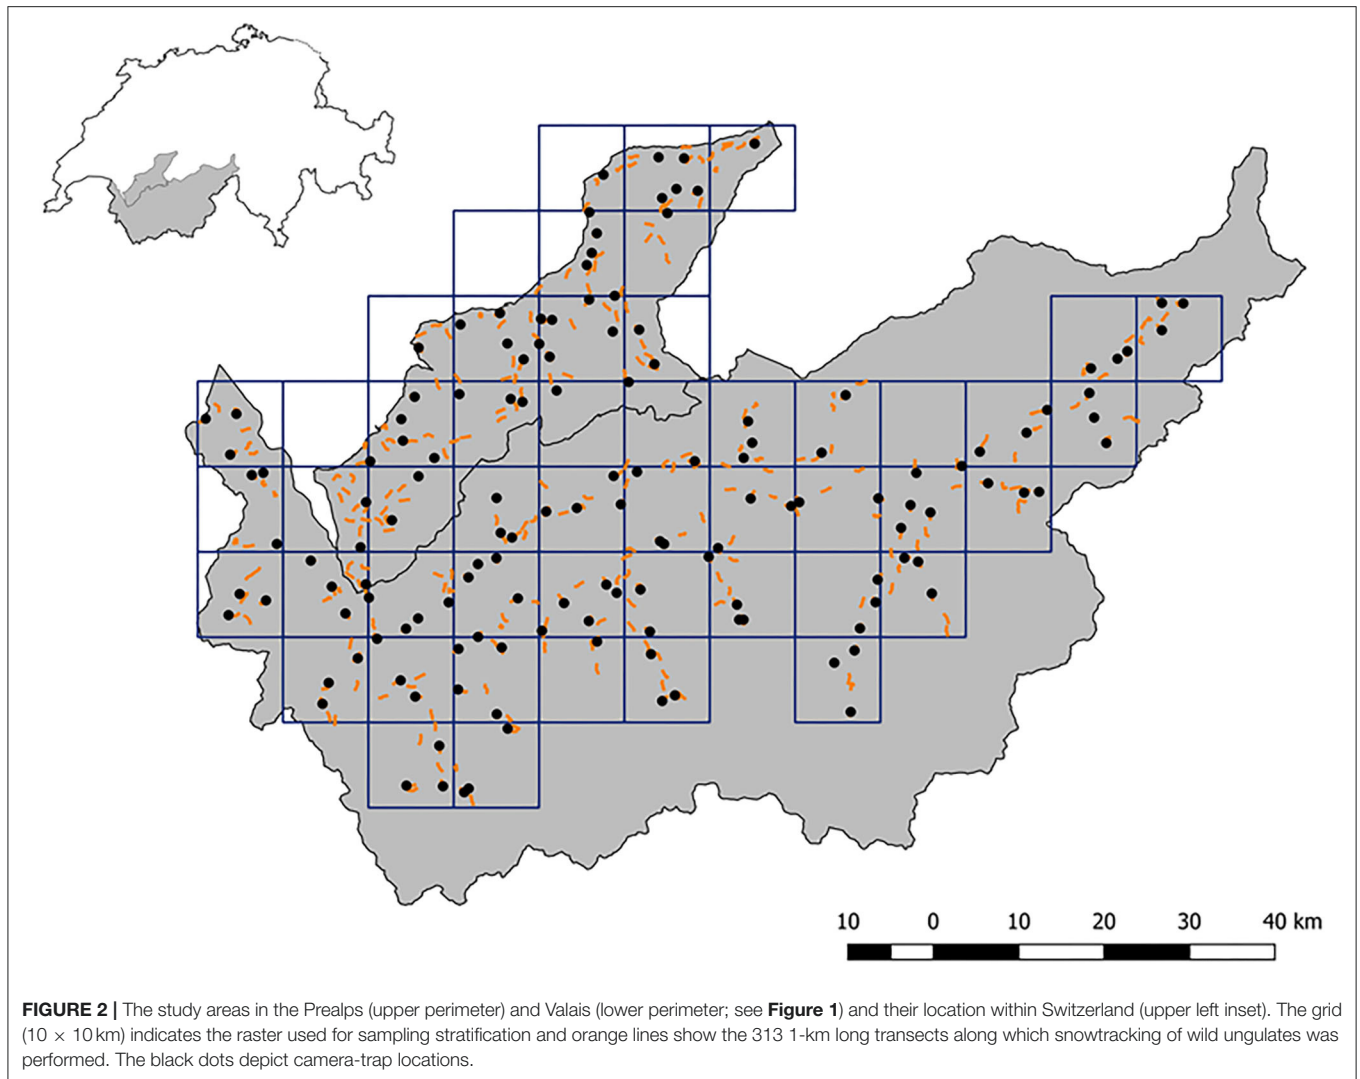 10 0 10 20 30 40 km
FIGURE 2 | The study areas in the Prealps (upper perimeter) and Valais (lower perimeter; see Figure 1) and their location within Switzerland (upper left inset). The grid
(10 × 10 km) indicates the raster used for sampling stratification and orange lines show the 313 1-km long transects along which snowtracking of wild ungulates was
performed. The black dots depict camera-trap locations.